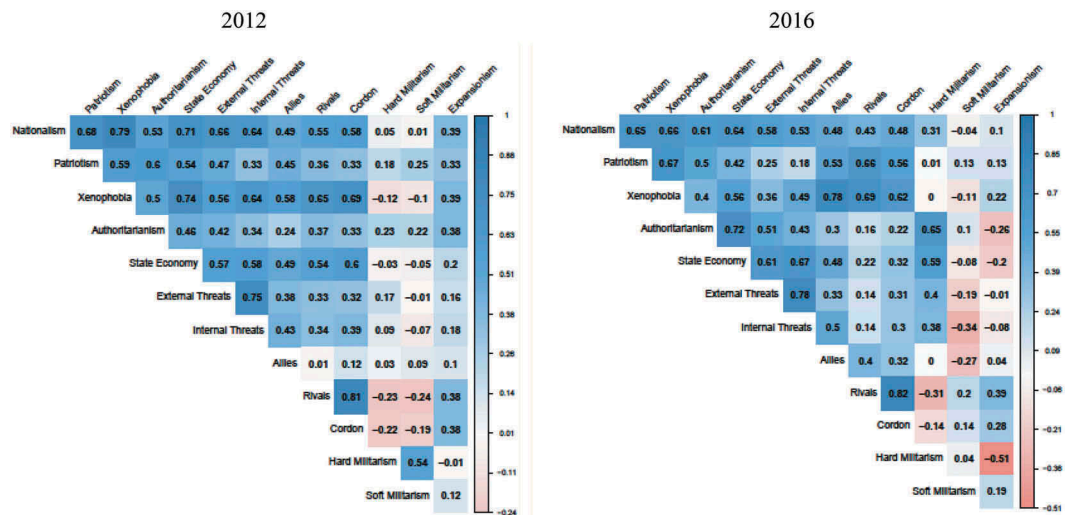 2012 2016
Patriotism Xenophobia Authoritarianism State Economy External Threats Internal Threats Allies Rivals Cordon Hard Militarism Soft Militarism Expansionism
Nationalism 0.68 0.79 0.53 0.71 0.66 0.64 0.49 0.55 0.58 0.05 0.01 0.39
Patriotism 0.59 0.6 0.54 0.47 0.33 0.45 0.36 0.33 0.18 0.25 0.33
Xenophobia 0.5 0.74 0.56 0.64 0.58 0.65 0.69 −0.12 −0.1 0.39
Authoritarianism 0.46 0.42 0.34 0.24 0.37 0.33 0.23 0.22 0.38
State Economy 0.57 0.58 0.49 0.54 0.6 −0.03 −0.05 0.2
External Threats 0.75 0.38 0.33 0.32 0.17 −0.01 0.16
Internal Threats 0.43 0.34 0.39 0.09 −0.07 0.18
Allies 0.01 0.12 0.03 0.09 0.1
Rivals 0.81 −0.23 −0.24 0.38
Cordon −0.22 −0.19 0.38
Hard Militarism 0.54 −0.01
Soft Militarism 0.12
1
0.88
0.75
0.63
0.51
0.38
0.26
0.14
0.01
−0.11
−0.24
Patriotism Xenophobia Authoritarianism State Economy External Threats Internal Threats Allies Rivals Cordon Hard Militarism Soft Militarism Expansionism
Nationalism 0.65 0.66 0.61 0.64 0.58 0.53 0.48 0.43 0.48 0.31 −0.04 0.1
Patriotism 0.67 0.5 0.42 0.25 0.18 0.53 0.66 0.56 0.01 0.13 0.13
Xenophobia 0.4 0.56 0.36 0.49 0.78 0.69 0.62 0 −0.11 0.22
Authoritarianism 0.72 0.51 0.43 0.3 0.16 0.22 0.65 0.1 −0.26
State Economy 0.61 0.67 0.48 0.22 0.32 0.59 −0.08 −0.2
External Threats 0.78 0.33 0.14 0.31 0.4 −0.19 −0.01
Internal Threats 0.5 0.14 0.3 0.38 −0.34 −0.08
Allies 0.4 0.32 0 −0.27 0.04
Rivals 0.82 −0.31 0.2 0.39
Cordon −0.14 0.14 0.28
Hard Militarism 0.04 −0.51
Soft Militarism 0.19
1
0.85
0.7
0.55
0.39
0.24
0.09
−0.06
−0.21
−0.36
−0.51